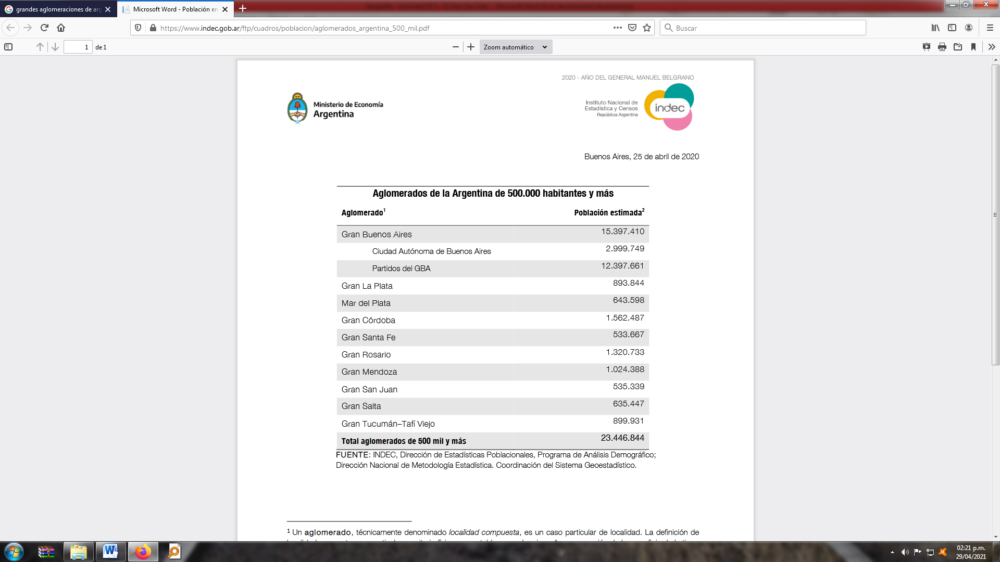 grandes aglomeraciones de arg
Microsoft Word - Población en
https://www.indec.gob.ar/ftp/cuadros/poblacion/aglomerados_argentina_500_mil.pdf
Buscar
1 de 1
Zoom automático
2020 - AÑO DEL GENERAL MANUEL BELGRANO
Ministerio de Economía
Argentina
Instituto Nacional de
Estadística y Censos
República Argentina
indec
Buenos Aires, 25 de abril de 2020
Aglomerados de la Argentina de 500.000 habitantes y más
Aglomerado1 Población estimada2
Gran Buenos Aires 15.397.410
Ciudad Autónoma de Buenos Aires 2.999.749
Partidos del GBA 12.397.661
Gran La Plata 893.844
Mar del Plata 643.598
Gran Córdoba 1.562.487
Gran Santa Fe 533.667
Gran Rosario 1.320.733
Gran Mendoza 1.024.388
Gran San Juan 535.339
Gran Salta 635.447
Gran Tucumán–Tafí Viejo 899.931
Total aglomerados de 500 mil y más 23.446.844
FUENTE: INDEC, Dirección de Estadísticas Poblacionales, Programa de Análisis Demográfico;
Dirección Nacional de Metodología Estadística. Coordinación del Sistema Geoestadístico.
1 Un aglomerado, técnicamente denominado localidad compuesta, es un caso particular de localidad. La definición de
02:21 p.m.
29/04/2021